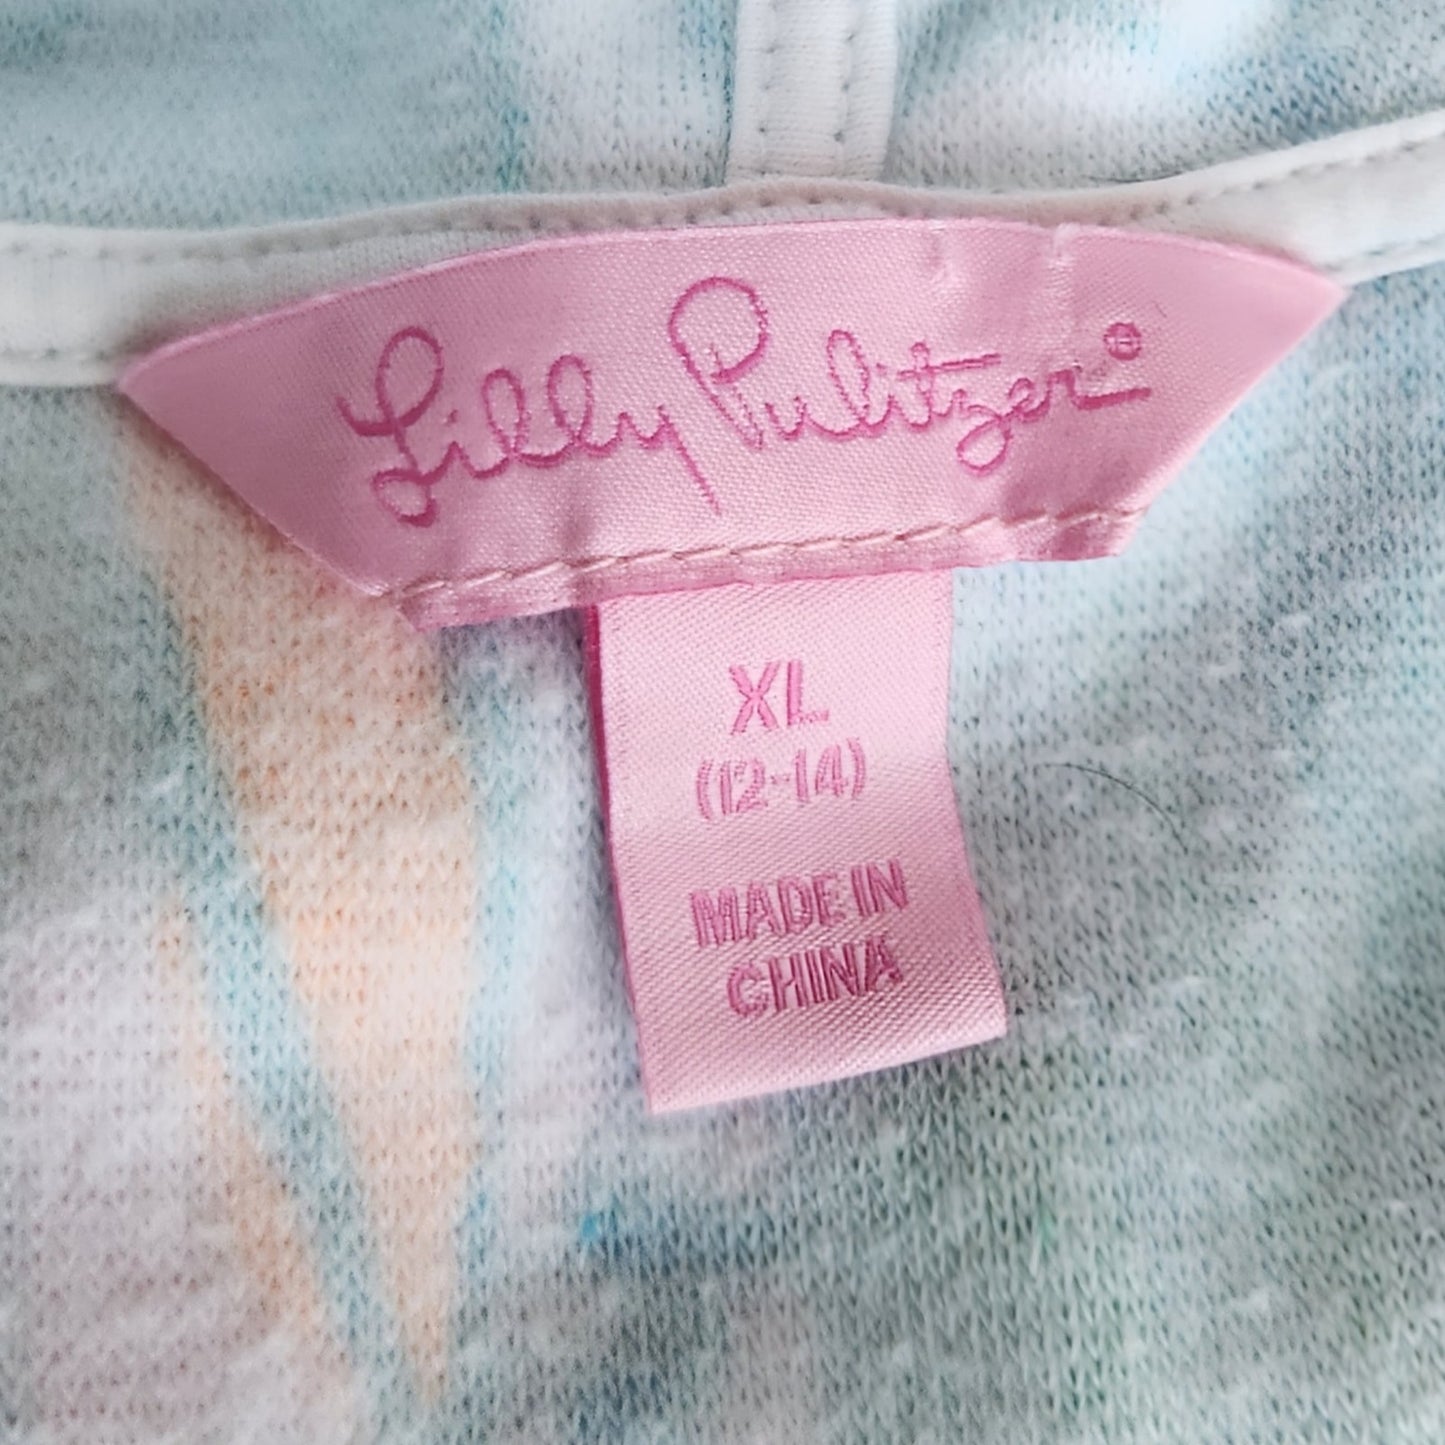 Lilly Pulitzer®
XL
(12-14)
MADE IN
CHINA